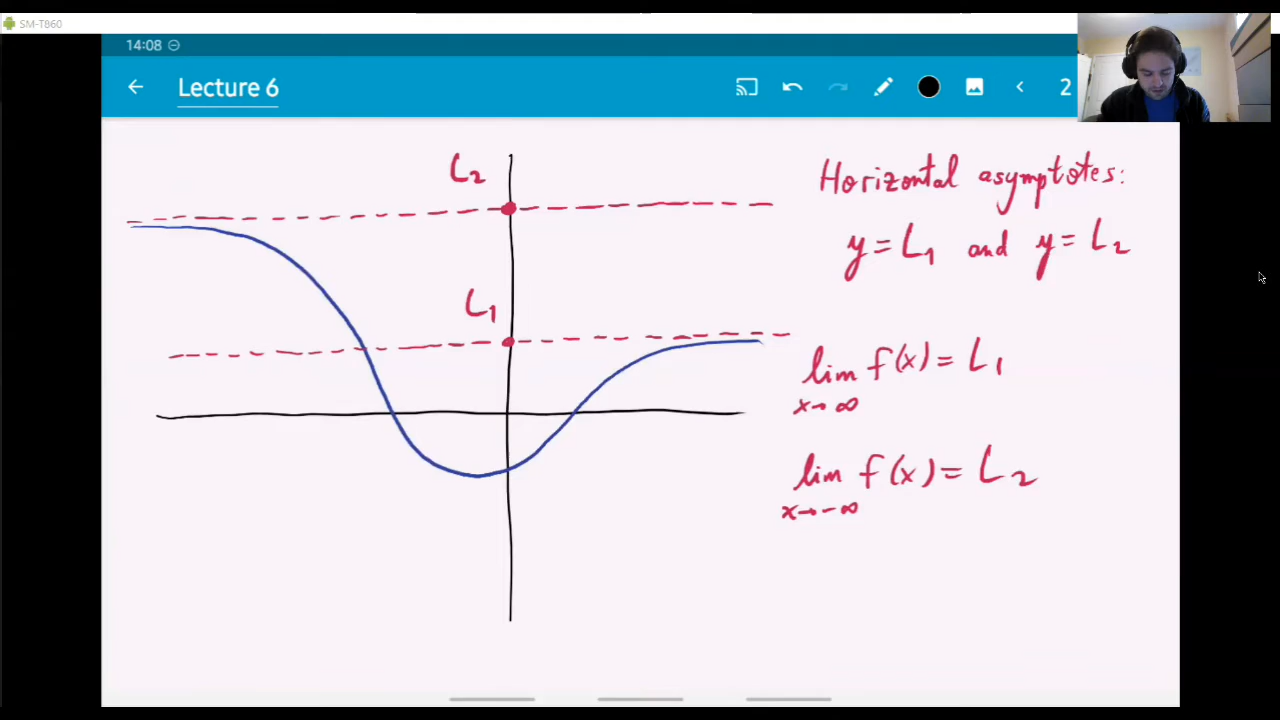 SM-T860
14:08
Lecture 6
2
L₂
Horizontal asymptotes:
y = L₁ and y = L₂
L₁
lim f(x) = L₁
x→∞
lim f(x) = L₂
x→-∞